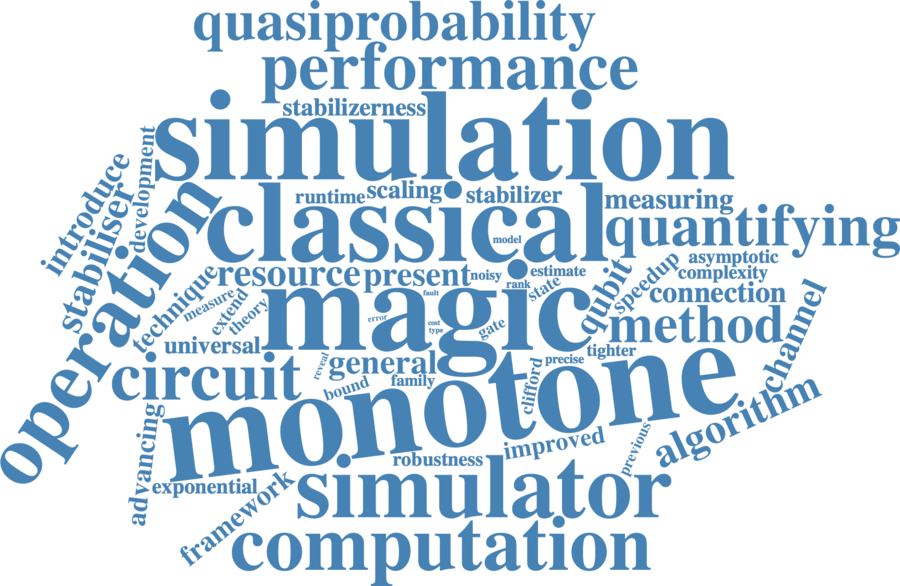 quasiprobability
performance
stabilizerness
simulation
development
introduce
stabiliser
operation
runtime
scaling
stabilizer
measuring
classical
quantifying
model
asymptotic
resource
present
noisy
estimate
complexity
technique
rank
state
qubit
speedup
connection
measure
extend
theory
magic
fault
error
cost
type
gate
method
channel
universal
tighter
precise
general
reveal
circuit
bound
family
clifford
monotone
algorithm
advancing
improved
previous
robustness
exponential
simulator
framework
computation